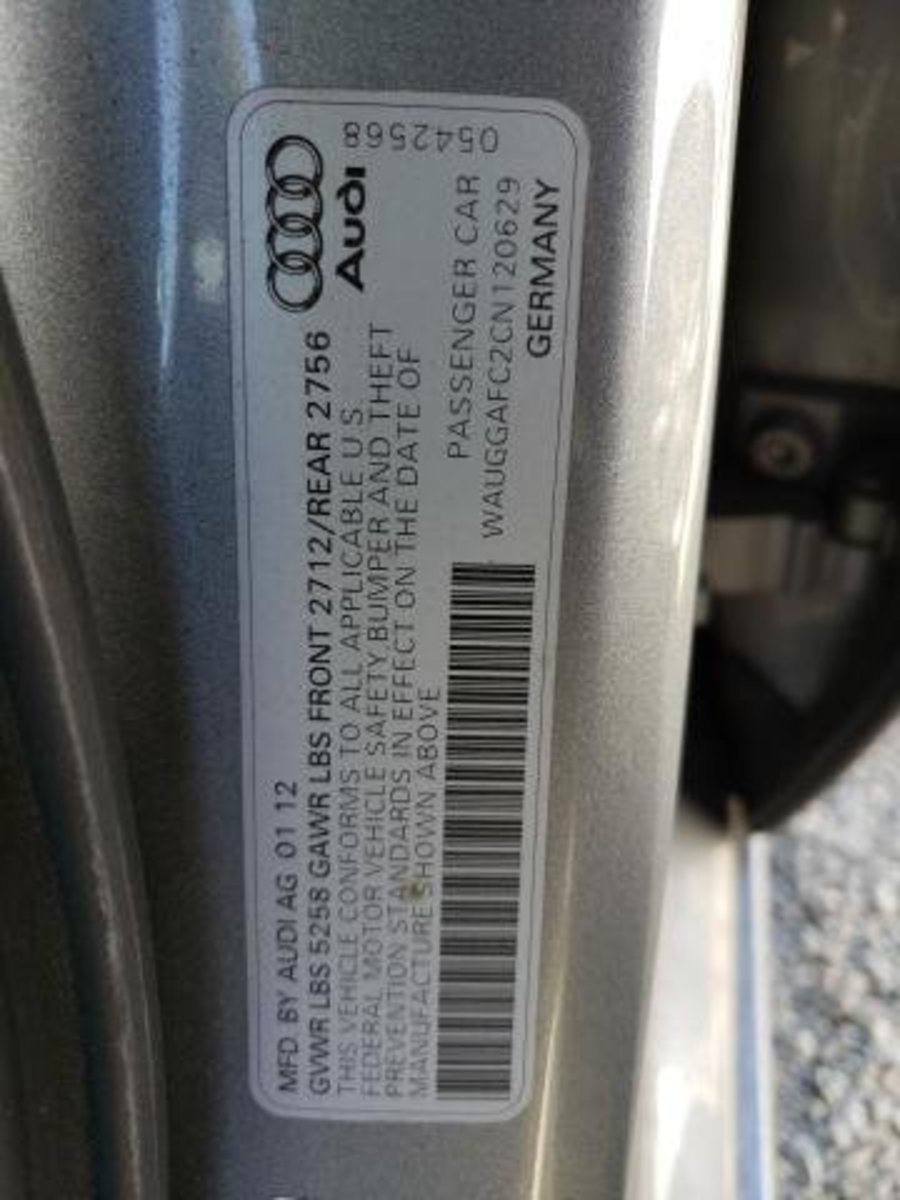 MFD BY AUDI AG 01 12
GVWR LBS 5258 GAWR LBS FRONT 2712/REAR 2756
THIS VEHICLE CONFORMS TO ALL APPLICABLE U S
FEDERAL MOTOR VEHICLE SAFETY, BUMPER AND THEFT
PREVENTION STANDARDS IN EFFECT ON THE DATE OF
MANUFACTURE SHOWN ABOVE
Audi
0542568
PASSENGER CAR
WAUGGAFC2CN120629
GERMANY